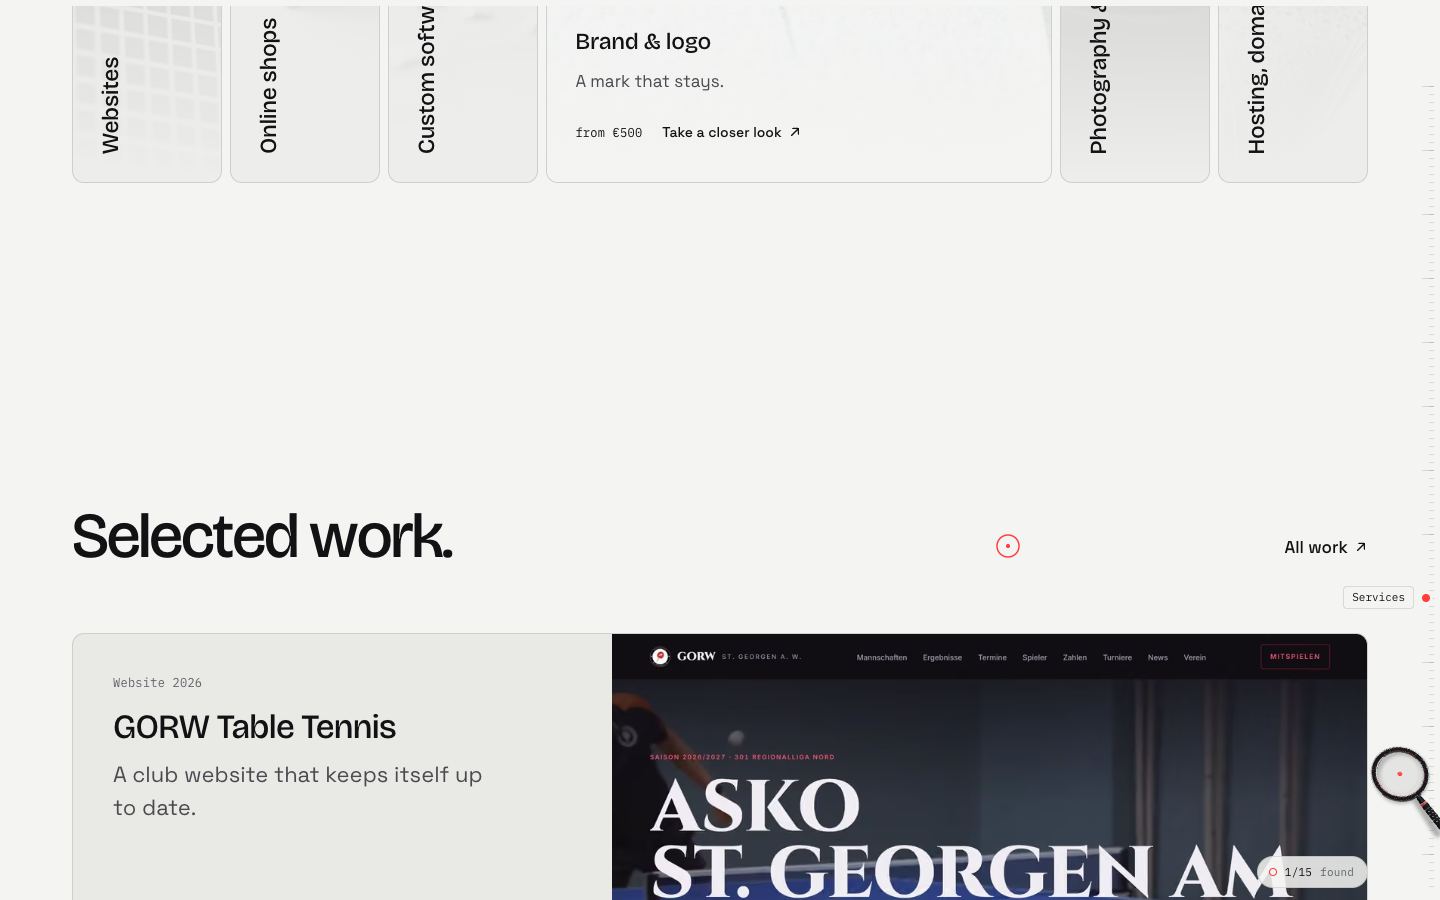 Websites
Online shops
Custom softw
Brand & logo
A mark that stays.
from €500 Take a closer look
Photography &
Hosting, doma
Selected work.
All work
Services
Website 2026
GORW Table Tennis
A club website that keeps itself up
to date.
GORW ST. GEORGEN A. W. Mannschaften Ergebnisse Termine Spieler Zahlen Turniere News Verein MITSPIELEN
SAISON 2026/2027 · 301 REGIONALLIGA NORD
ASKO
ST. GEORGEN AM
1/15 found